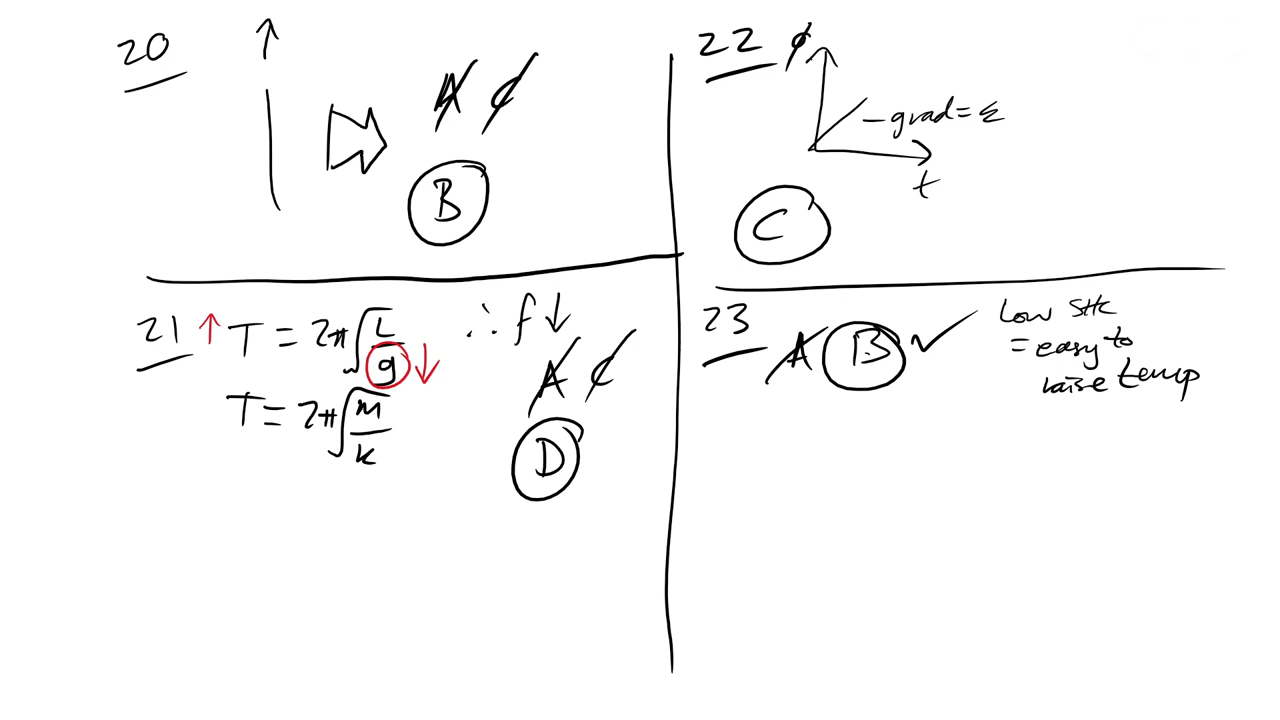 20
A C
B
21 ↑ T = 2π√(L/g) ↓ ∴ f ↓
T = 2π√(m/k)
A C
D
22 ϕ
– grad = ε
t
C
23 A B ✓
Low SHC
= easy to
raise temp